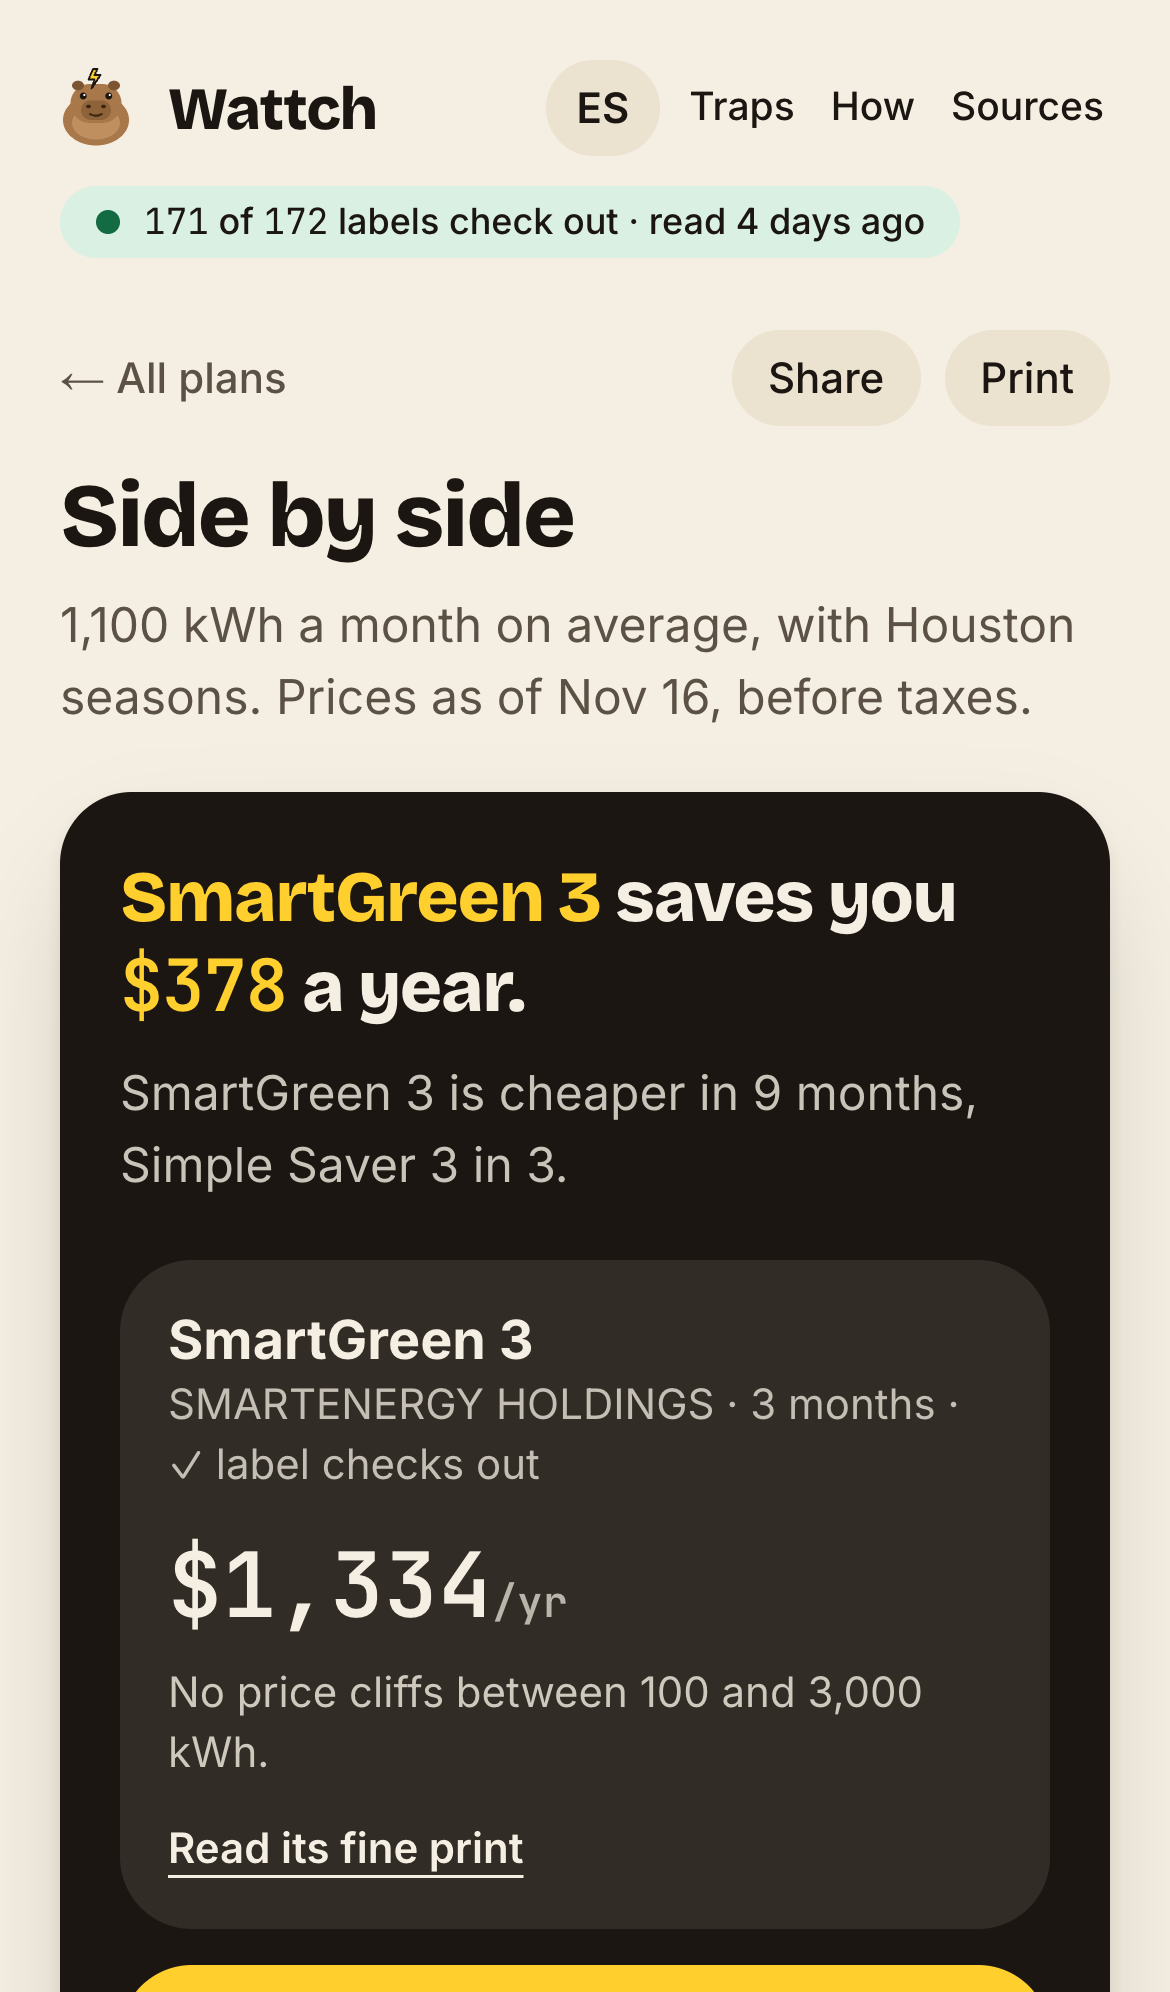 Wattch
ES
Traps
How
Sources
171 of 172 labels check out · read 4 days ago
← All plans
Share
Print
Side by side
1,100 kWh a month on average, with Houston
seasons. Prices as of Nov 16, before taxes.
SmartGreen 3 saves you
$378 a year.
SmartGreen 3 is cheaper in 9 months,
Simple Saver 3 in 3.
SmartGreen 3
SMARTENERGY HOLDINGS · 3 months ·
✓ label checks out
$1,334/yr
No price cliffs between 100 and 3,000
kWh.
Read its fine print